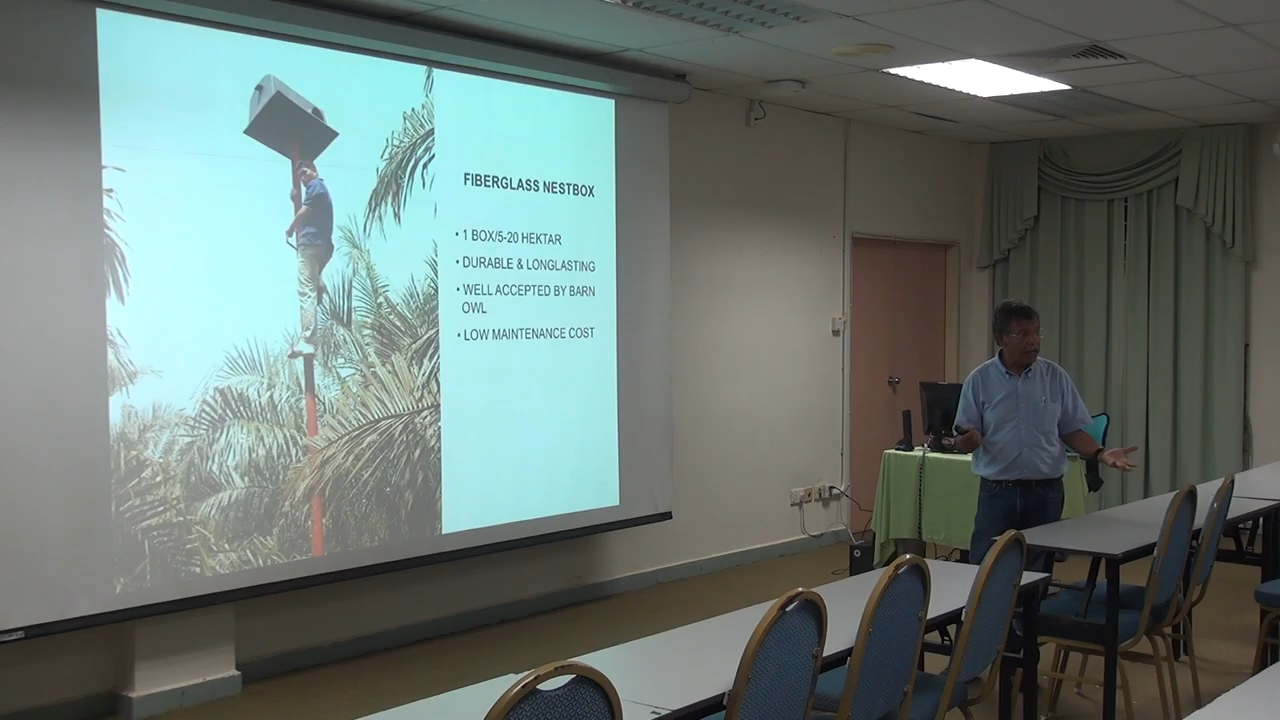 FIBERGLASS NESTBOX
• 1 BOX/5-20 HEKTAR
• DURABLE & LONGLASTING
• WELL ACCEPTED BY BARN
OWL
• LOW MAINTENANCE COST